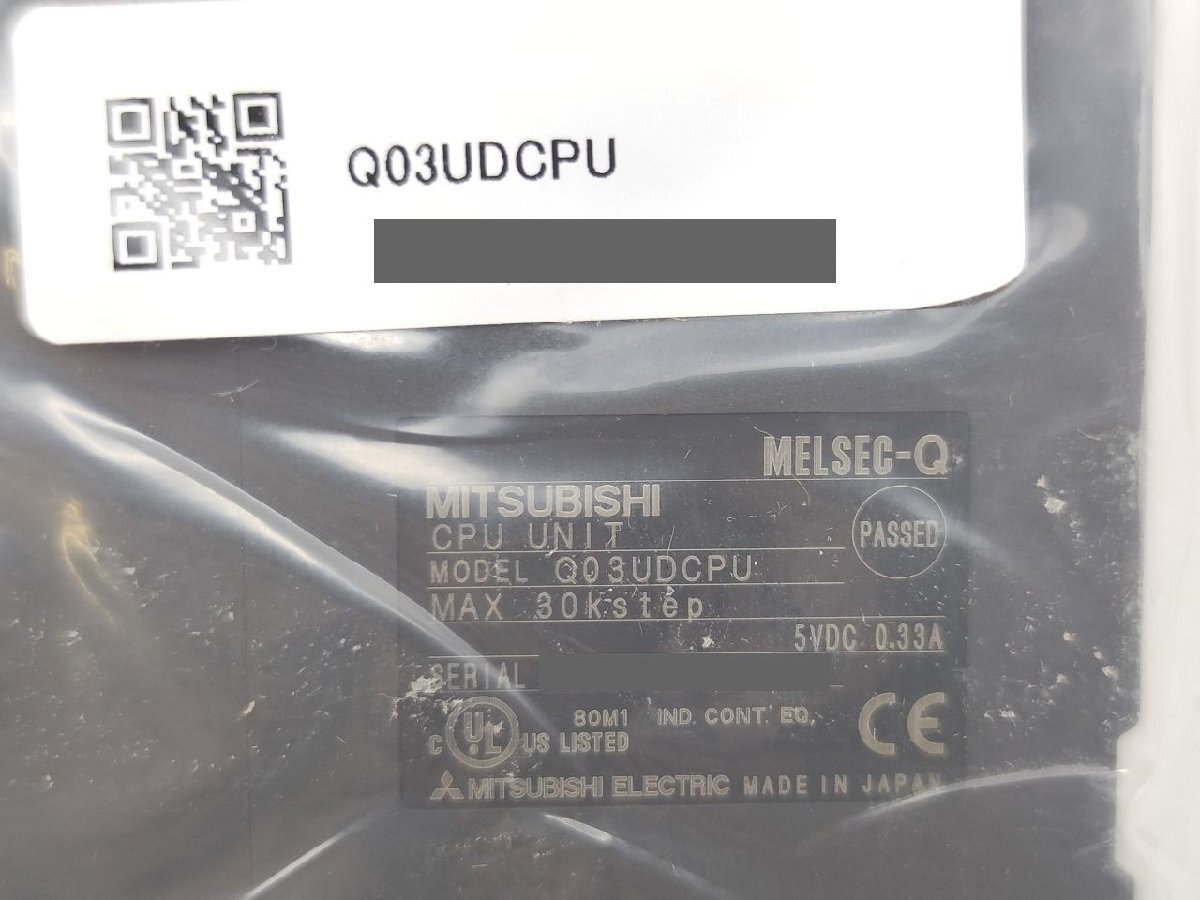 Q03UDCPU
MELSEC-Q
MITSUBISHI
CPU UNIT
PASSED
MODEL Q03UDCPU
MAX 30kstep
5VDC 0.33A
SERIAL
80M1 IND. CONT. EQ.
C UL US LISTED
CE
MITSUBISHI ELECTRIC MADE IN JAPAN